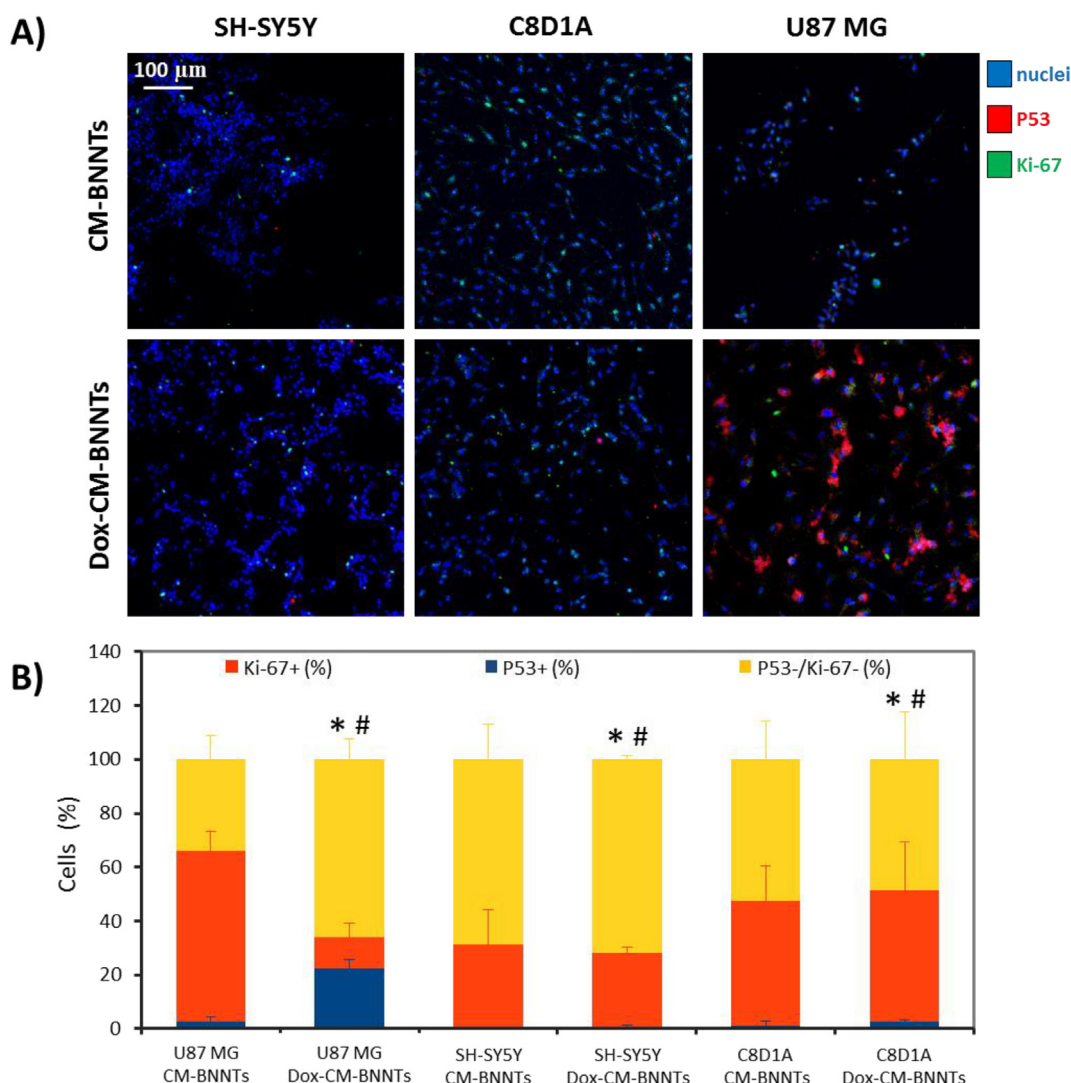 A)
SH-SY5Y
C8D1A
U87 MG
100 µm
nuclei
P53
Ki-67
CM-BNNTs
Dox-CM-BNNTs
B)
Ki-67+ (%)
P53+ (%)
P53-/Ki-67- (%)
Cells (%)
140
120
100
80
60
40
20
0
* #
* #
* #
U87 MG
CM-BNNTs
U87 MG
Dox-CM-BNNTs
SH-SY5Y
CM-BNNTs
SH-SY5Y
Dox-CM-BNNTs
C8D1A
CM-BNNTs
C8D1A
Dox-CM-BNNTs